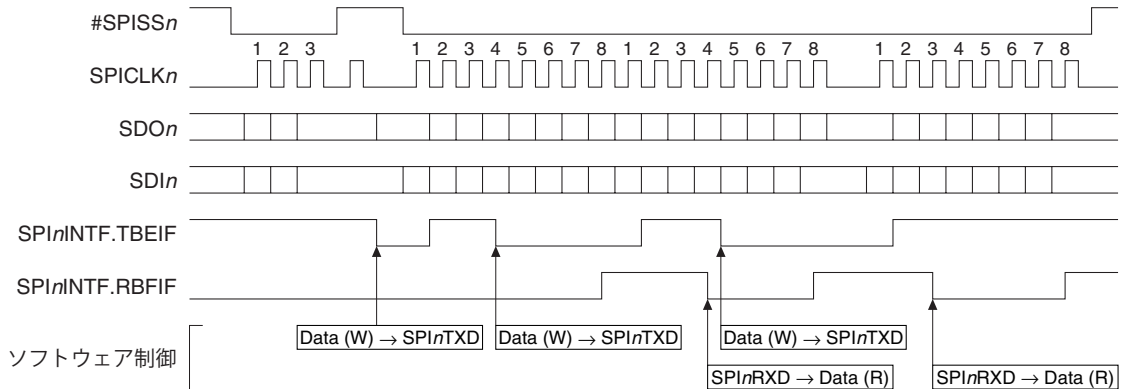 #SPISSn
1 2 3 1 2 3 4 5 6 7 8 1 2 3 4 5 6 7 8 1 2 3 4 5 6 7 8
SPICLKn
SDOn
SDIn
SPInINTF.TBEIF
SPInINTF.RBFIF
Data (W) → SPInTXD Data (W) → SPInTXD Data (W) → SPInTXD
ソフトウェア制御
SPInRXD → Data (R) SPInRXD → Data (R)